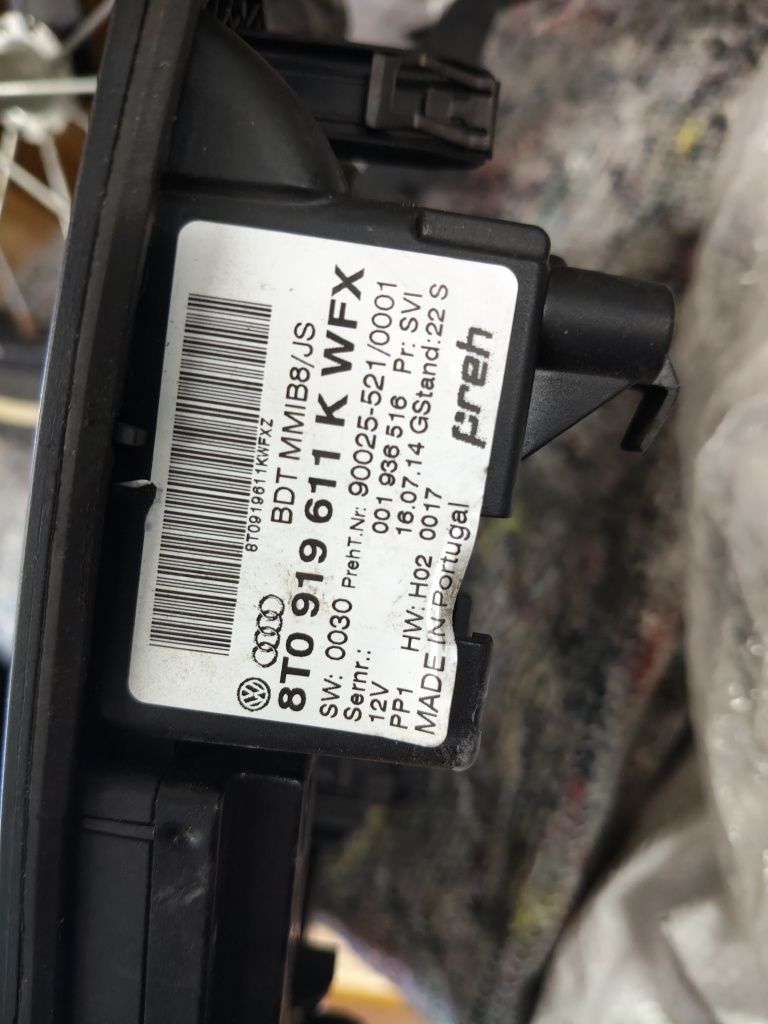 8T0919611KWFXZ
BDT MMIB8/JS
8T0 919 611 K WFX
SW: 0030 PrehT.Nr: 90025-521/0001
Sernr.: 001 936 516 Pr: SVI
12V 16.07.14 GStand: 22 S
PP1 HW: H02 0017
MADE IN Portugal
preh